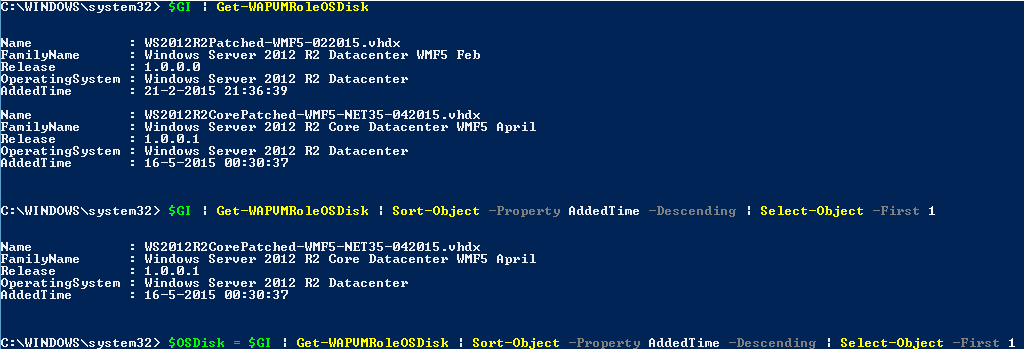 C:\WINDOWS\system32> $GI | Get-WAPVMRoleOSDisk
Name            : WS2012R2Patched-WMF5-022015.vhdx
FamilyName      : Windows Server 2012 R2 Datacenter WMF5 Feb
Release         : 1.0.0.0
OperatingSystem : Windows Server 2012 R2 Datacenter
AddedTime       : 21-2-2015 21:36:39
Name            : WS2012R2CorePatched-WMF5-NET35-042015.vhdx
FamilyName      : Windows Server 2012 R2 Core Datacenter WMF5 April
Release         : 1.0.0.1
OperatingSystem : Windows Server 2012 R2 Datacenter
AddedTime       : 16-5-2015 00:30:37
C:\WINDOWS\system32> $GI | Get-WAPVMRoleOSDisk | Sort-Object -Property AddedTime -Descending | Select-Object -First 1
Name            : WS2012R2CorePatched-WMF5-NET35-042015.vhdx
FamilyName      : Windows Server 2012 R2 Core Datacenter WMF5 April
Release         : 1.0.0.1
OperatingSystem : Windows Server 2012 R2 Datacenter
AddedTime       : 16-5-2015 00:30:37
C:\WINDOWS\system32> $OSDisk = $GI | Get-WAPVMRoleOSDisk | Sort-Object -Property AddedTime -Descending | Select-Object -First 1